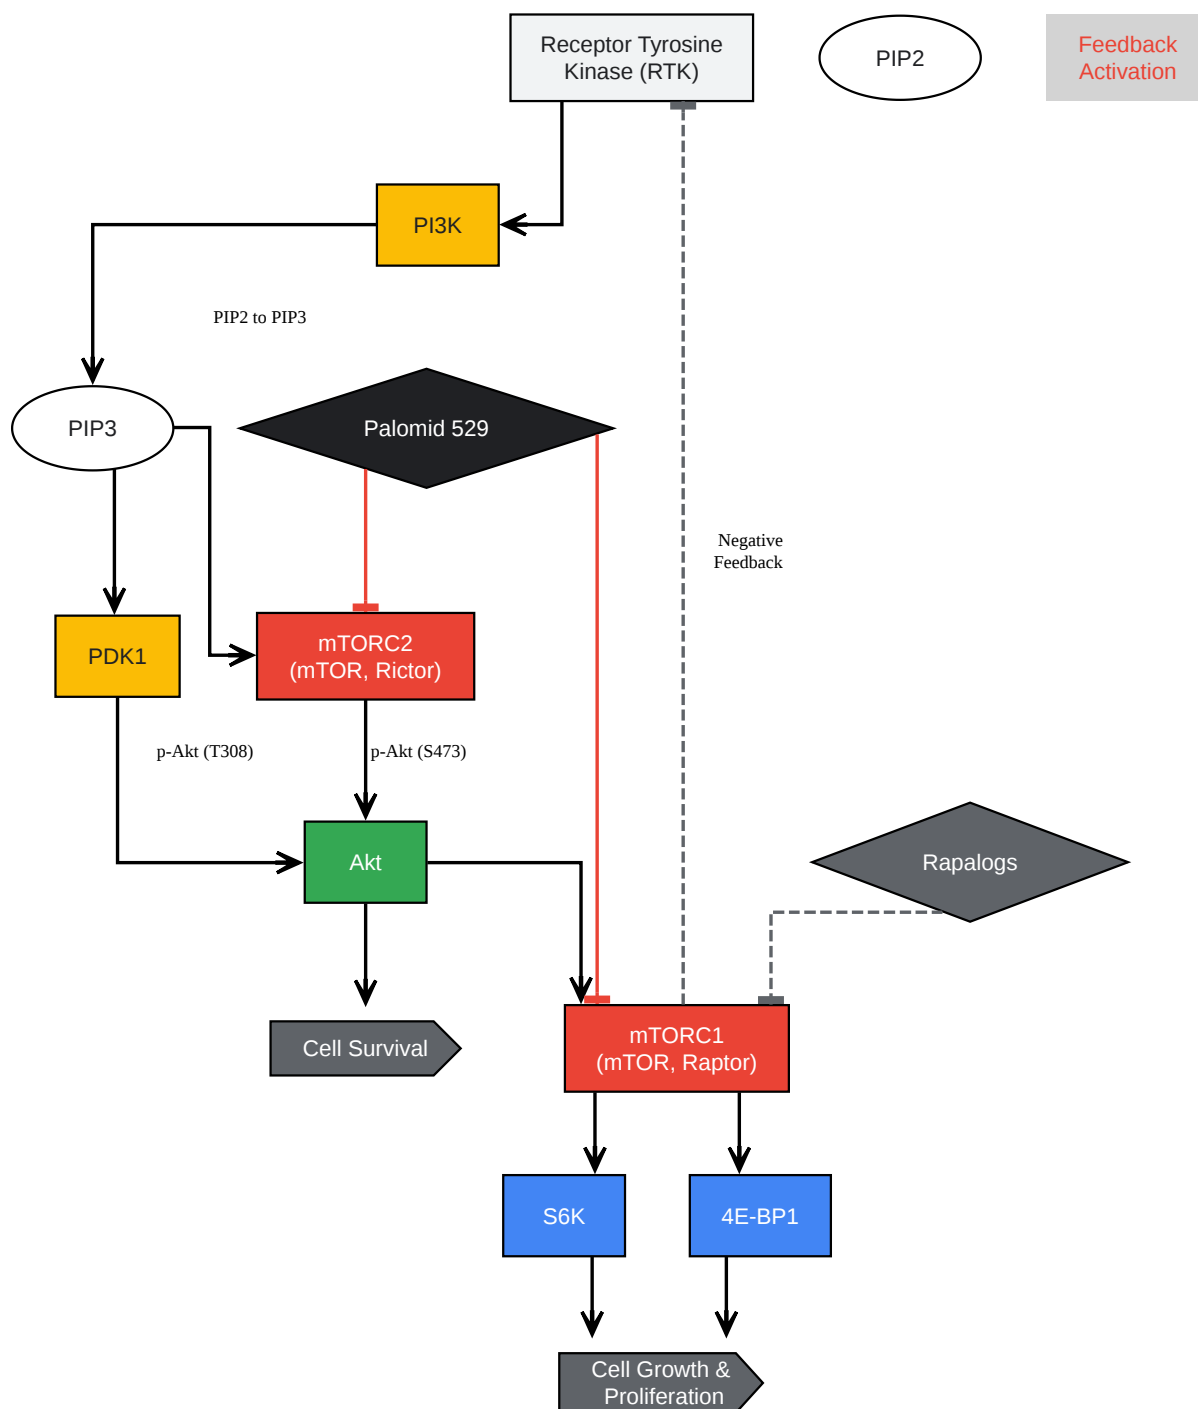 Receptor Tyrosine
Kinase (RTK)
PIP2
Feedback
Activation
PI3K
PIP2 to PIP3
PIP3
Palomid 529
Negative
Feedback
PDK1
mTORC2
(mTOR, Rictor)
p-Akt (T308)
p-Akt (S473)
Akt
Rapalogs
Cell Survival
mTORC1
(mTOR, Raptor)
S6K
4E-BP1
Cell Growth &
Proliferation